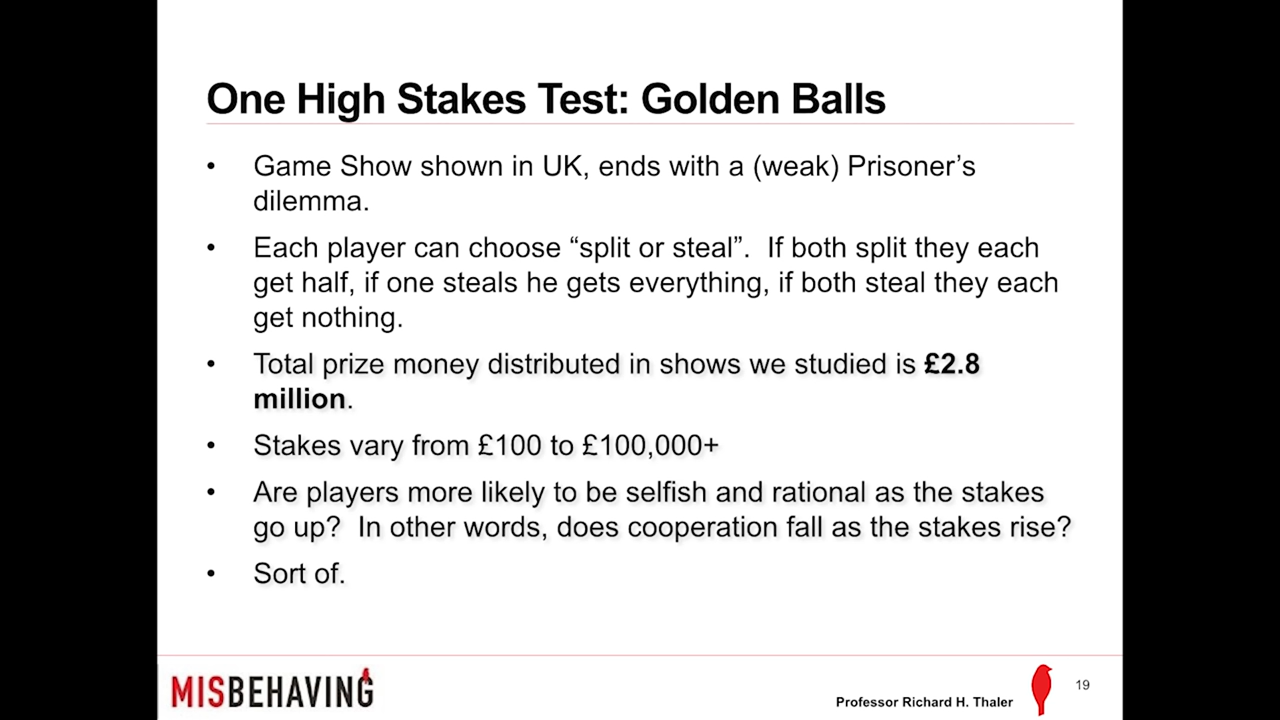 One High Stakes Test: Golden Balls
• Game Show shown in UK, ends with a (weak) Prisoner’s
dilemma.
• Each player can choose “split or steal”.  If both split they each
get half, if one steals he gets everything, if both steal they each
get nothing.
• Total prize money distributed in shows we studied is £2.8
million.
• Stakes vary from £100 to £100,000+
• Are players more likely to be selfish and rational as the stakes
go up?  In other words, does cooperation fall as the stakes rise?
• Sort of.
MISBEHAVING
Professor Richard H. Thaler
19